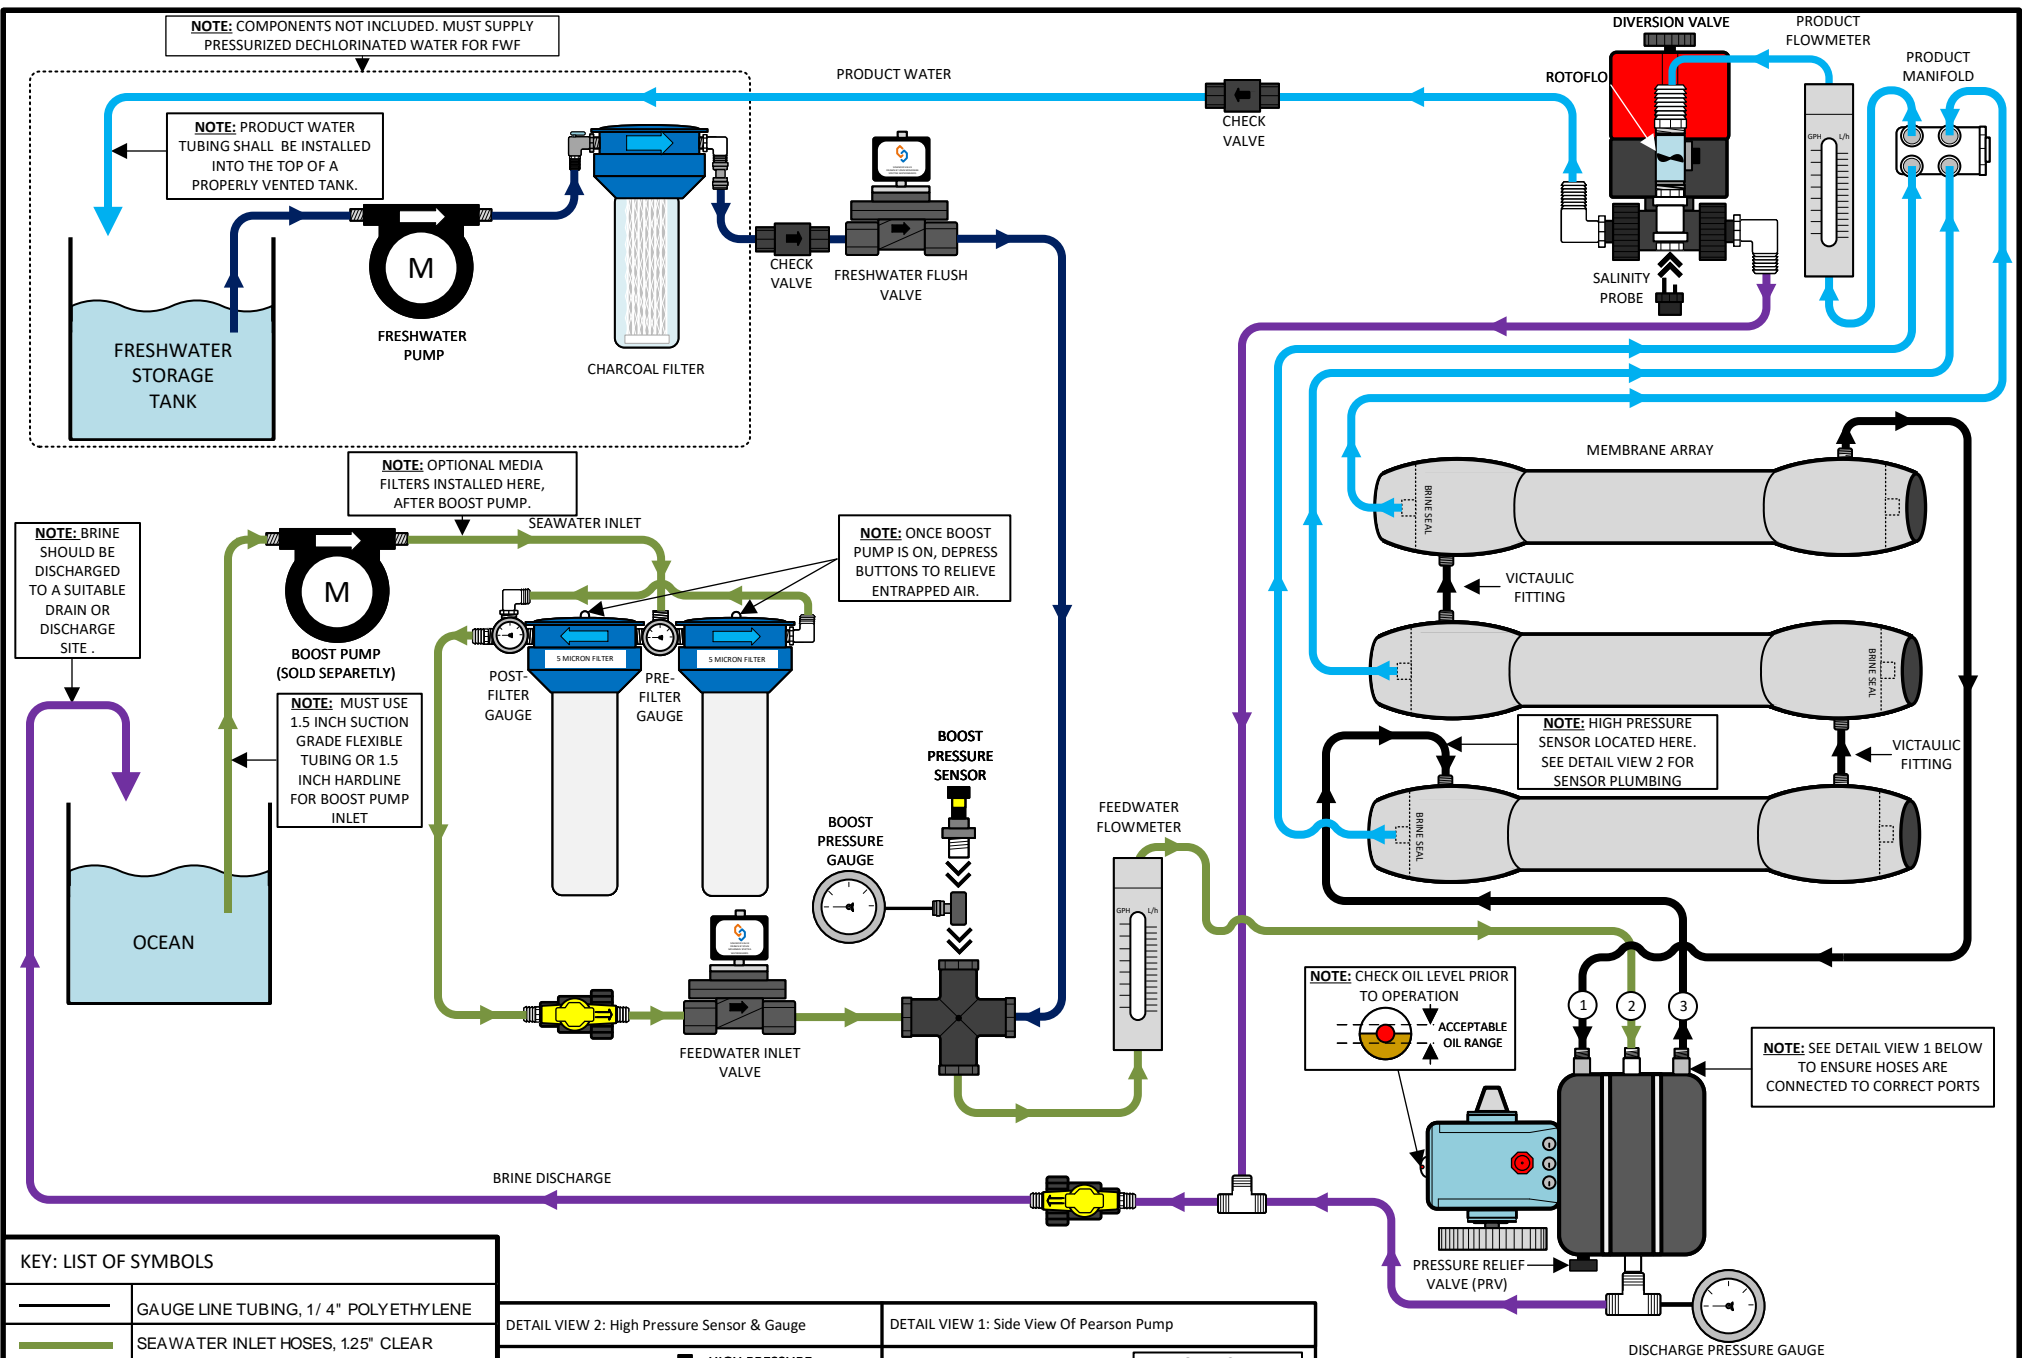 NOTE: COMPONENTS NOT INCLUDED. MUST SUPPLY
PRESSURIZED DECHLORINATED WATER FOR FWF
PRODUCT WATER
DIVERSION VALVE
PRODUCT
FLOWMETER
PRODUCT
MANIFOLD
ROTOFLO
CHECK
VALVE
GPH L/h
NOTE: PRODUCT WATER
TUBING SHALL BE INSTALLED
INTO THE TOP OF A
PROPERLY VENTED TANK.
M
FRESHWATER
PUMP
CHARCOAL FILTER
CHECK
VALVE
FRESHWATER FLUSH
VALVE
SALINITY
PROBE
FRESHWATER
STORAGE
TANK
NOTE: OPTIONAL MEDIA
FILTERS INSTALLED HERE,
AFTER BOOST PUMP.
SEAWATER INLET
NOTE: ONCE BOOST
PUMP IS ON, DEPRESS
BUTTONS TO RELIEVE
ENTRAPPED AIR.
MEMBRANE ARRAY
BRINE SEAL
VICTAULIC
FITTING
NOTE: BRINE
SHOULD BE
DISCHARGED
TO A SUITABLE
DRAIN OR
DISCHARGE
SITE .
M
BOOST PUMP
(SOLD SEPARETLY)
5 MICRON FILTER
5 MICRON FILTER
POST-
FILTER
GAUGE
PRE-
FILTER
GAUGE
BRINE SEAL
NOTE: MUST USE
1.5 INCH SUCTION
GRADE FLEXIBLE
TUBING OR 1.5
INCH HARDLINE
FOR BOOST PUMP
INLET
NOTE: HIGH PRESSURE
SENSOR LOCATED HERE.
SEE DETAIL VIEW 2 FOR
SENSOR PLUMBING
VICTAULIC
FITTING
BRINE SEAL
BOOST
PRESSURE
SENSOR
BOOST
PRESSURE
GAUGE
FEEDWATER
FLOWMETER
GPH L/h
OCEAN
FEEDWATER INLET
VALVE
NOTE: CHECK OIL LEVEL PRIOR
TO OPERATION
ACCEPTABLE
OIL RANGE
1
2
3
NOTE: SEE DETAIL VIEW 1 BELOW
TO ENSURE HOSES ARE
CONNECTED TO CORRECT PORTS
BRINE DISCHARGE
PRESSURE RELIEF
VALVE (PRV)
DISCHARGE PRESSURE GAUGE
KEY: LIST OF SYMBOLS
GAUGE LINE TUBING, 1/4" POLYETHYLENE
SEAWATER INLET HOSES, 1.25" CLEAR
DETAIL VIEW 2: High Pressure Sensor & Gauge
DETAIL VIEW 1: Side View Of Pearson Pump